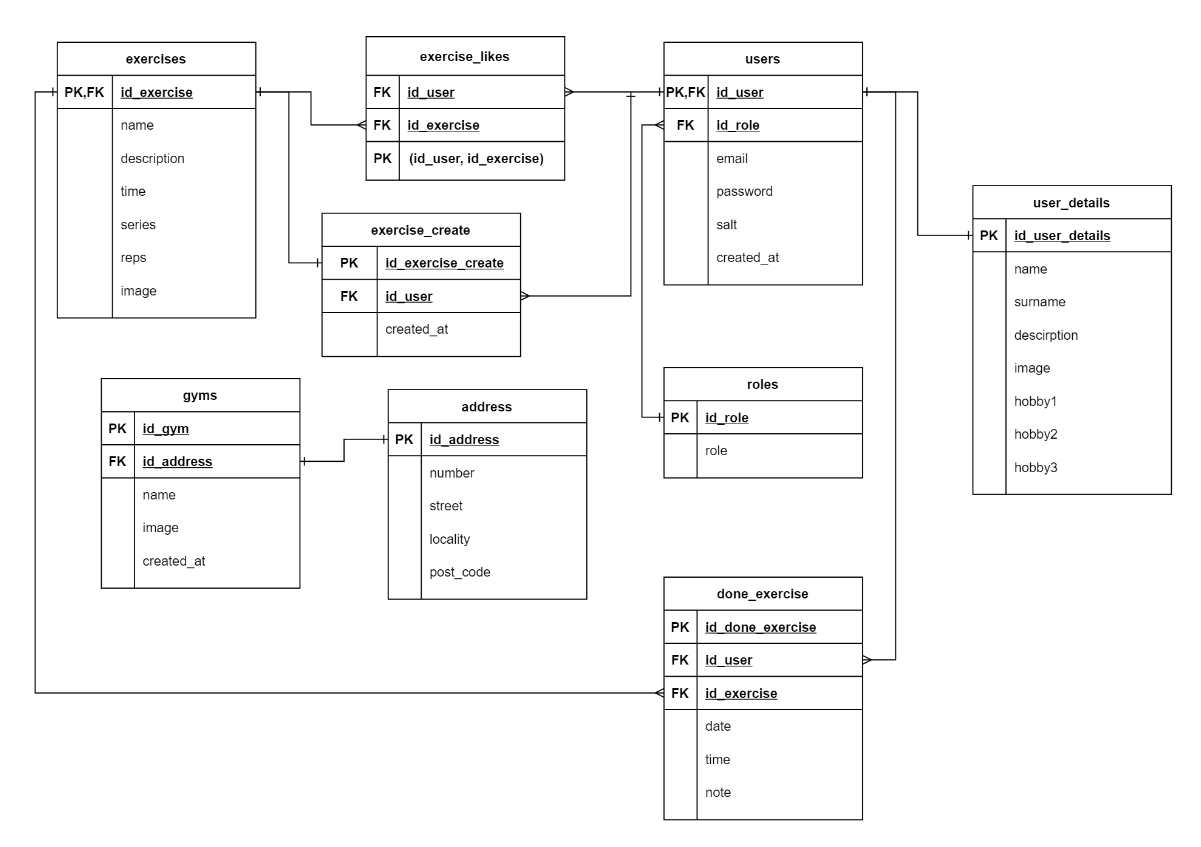 exercises
PK,FK id_exercise
name
description
time
series
reps
image
exercise_likes
FK id_user
FK id_exercise
PK (id_user, id_exercise)
users
PK,FK id_user
FK id_role
email
password
salt
created_at
user_details
PK id_user_details
name
surname
descirption
image
hobby1
hobby2
hobby3
exercise_create
PK id_exercise_create
FK id_user
created_at
gyms
PK id_gym
FK id_address
name
image
created_at
address
PK id_address
number
street
locality
post_code
roles
PK id_role
role
done_exercise
PK id_done_exercise
FK id_user
FK id_exercise
date
time
note